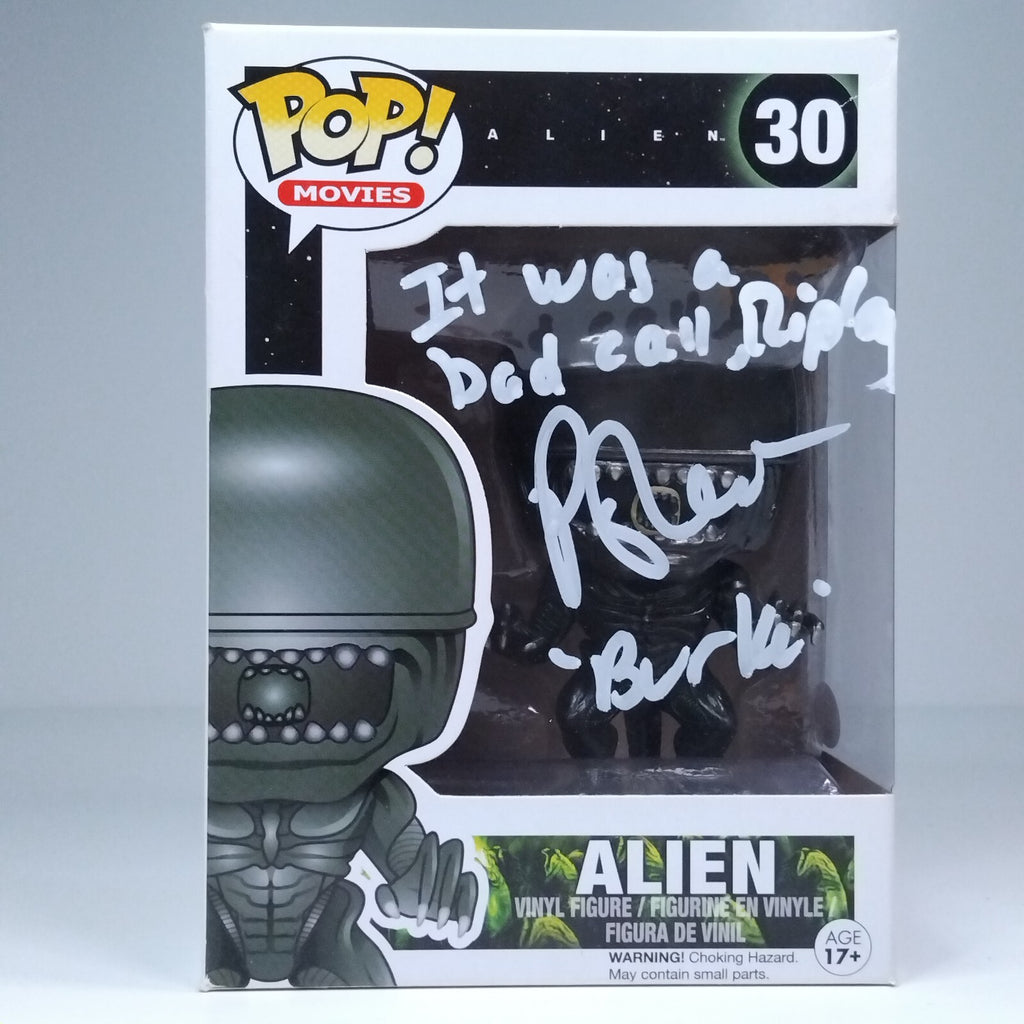 POP!
MOVIES
ALIEN™
30
It was a
Bad call, Ripley
-Burke-
ALIEN
VINYL FIGURE / FIGURINE EN VINYLE /
FIGURA DE VINIL
WARNING! Choking Hazard.
May contain small parts.
AGE
17+